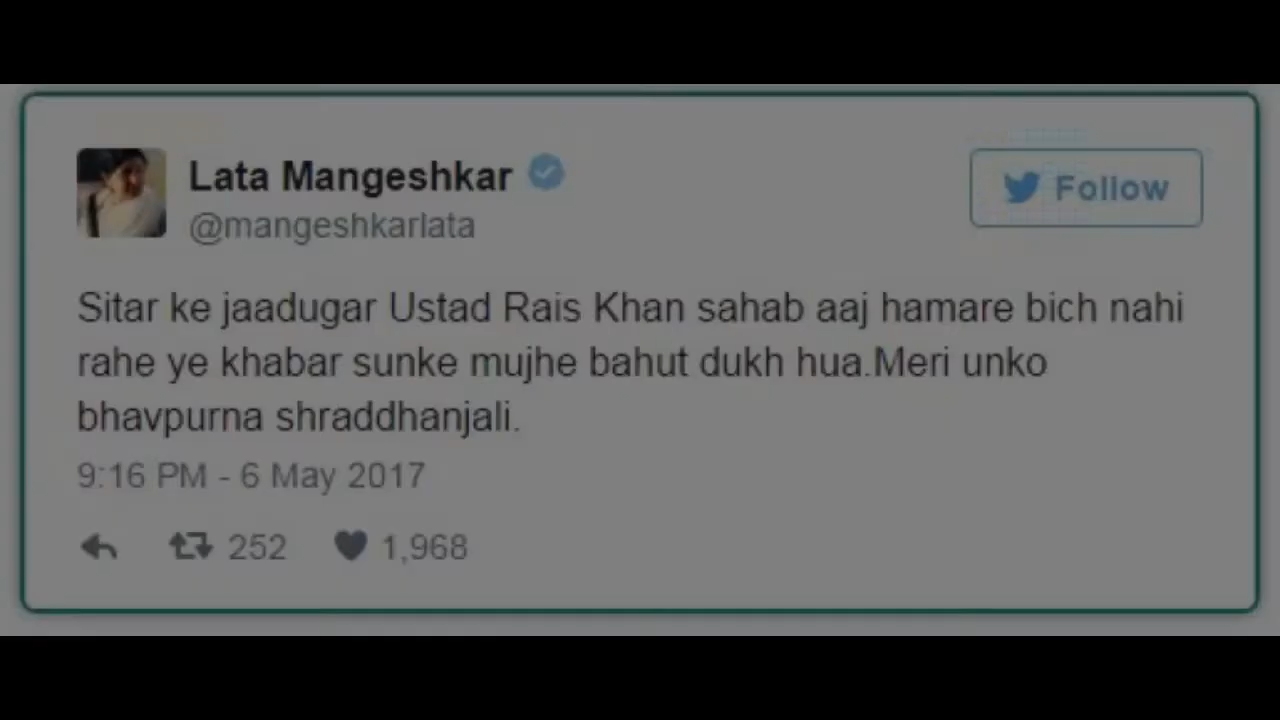 Lata Mangeshkar
@mangeshkarlata
Follow
Sitar ke jaadugar Ustad Rais Khan sahab aaj hamare bich nahi
rahe ye khabar sunke mujhe bahut dukh hua.Meri unko
bhavpurna shraddhanjali.
9:16 PM - 6 May 2017
252 1,968